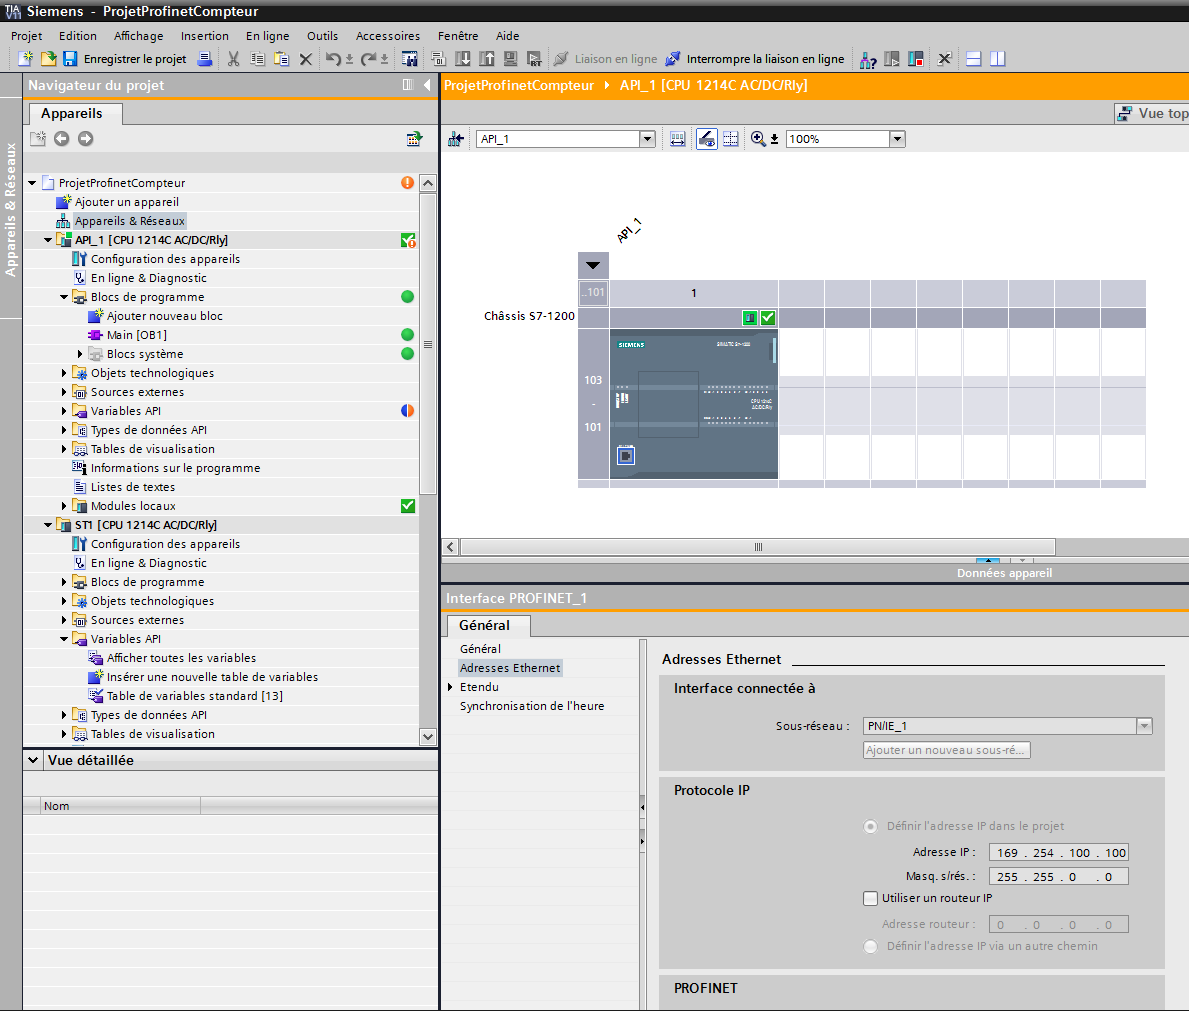 TIA V11 Siemens - ProjetProfinetCompteur
Projet Edition Affichage Insertion En ligne Outils Accessoires Fenêtre Aide
Enregistrer le projet Liaison en ligne Interrompre la liaison en ligne
Appareils & Réseaux
Navigateur du projet
Appareils
ProjetProfinetCompteur
Ajouter un appareil
Appareils & Réseaux
API_1 [CPU 1214C AC/DC/Rly]
Configuration des appareils
En ligne & Diagnostic
Blocs de programme
Ajouter nouveau bloc
Main [OB1]
Blocs système
Objets technologiques
Sources externes
Variables API
Types de données API
Tables de visualisation
Informations sur le programme
Listes de textes
Modules locaux
ST1 [CPU 1214C AC/DC/Rly]
Configuration des appareils
En ligne & Diagnostic
Blocs de programme
Objets technologiques
Sources externes
Variables API
Afficher toutes les variables
Insérer une nouvelle table de variables
Table de variables standard [13]
Types de données API
Tables de visualisation
Vue détaillée
Nom
ProjetProfinetCompteur API_1 [CPU 1214C AC/DC/Rly]
Vue top
API_1 100%
API_1
..101 1
Châssis S7-1200
SIEMENS SIMATIC S7-1200
103
-
101
CPU 1214C
AC/DC/Rly
Données appareil
Interface PROFINET_1
Général
Général
Adresses Ethernet
Etendu
Synchronisation de l'heure
Adresses Ethernet
Interface connectée à
Sous-réseau : PN/IE_1
Ajouter un nouveau sous-ré...
Protocole IP
Définir l'adresse IP dans le projet
Adresse IP : 169 . 254 . 100 . 100
Masq. s/rés. : 255 . 255 . 0 . 0
Utiliser un routeur IP
Adresse routeur : 0 . 0 . 0 . 0
Définir l'adresse IP via un autre chemin
PROFINET